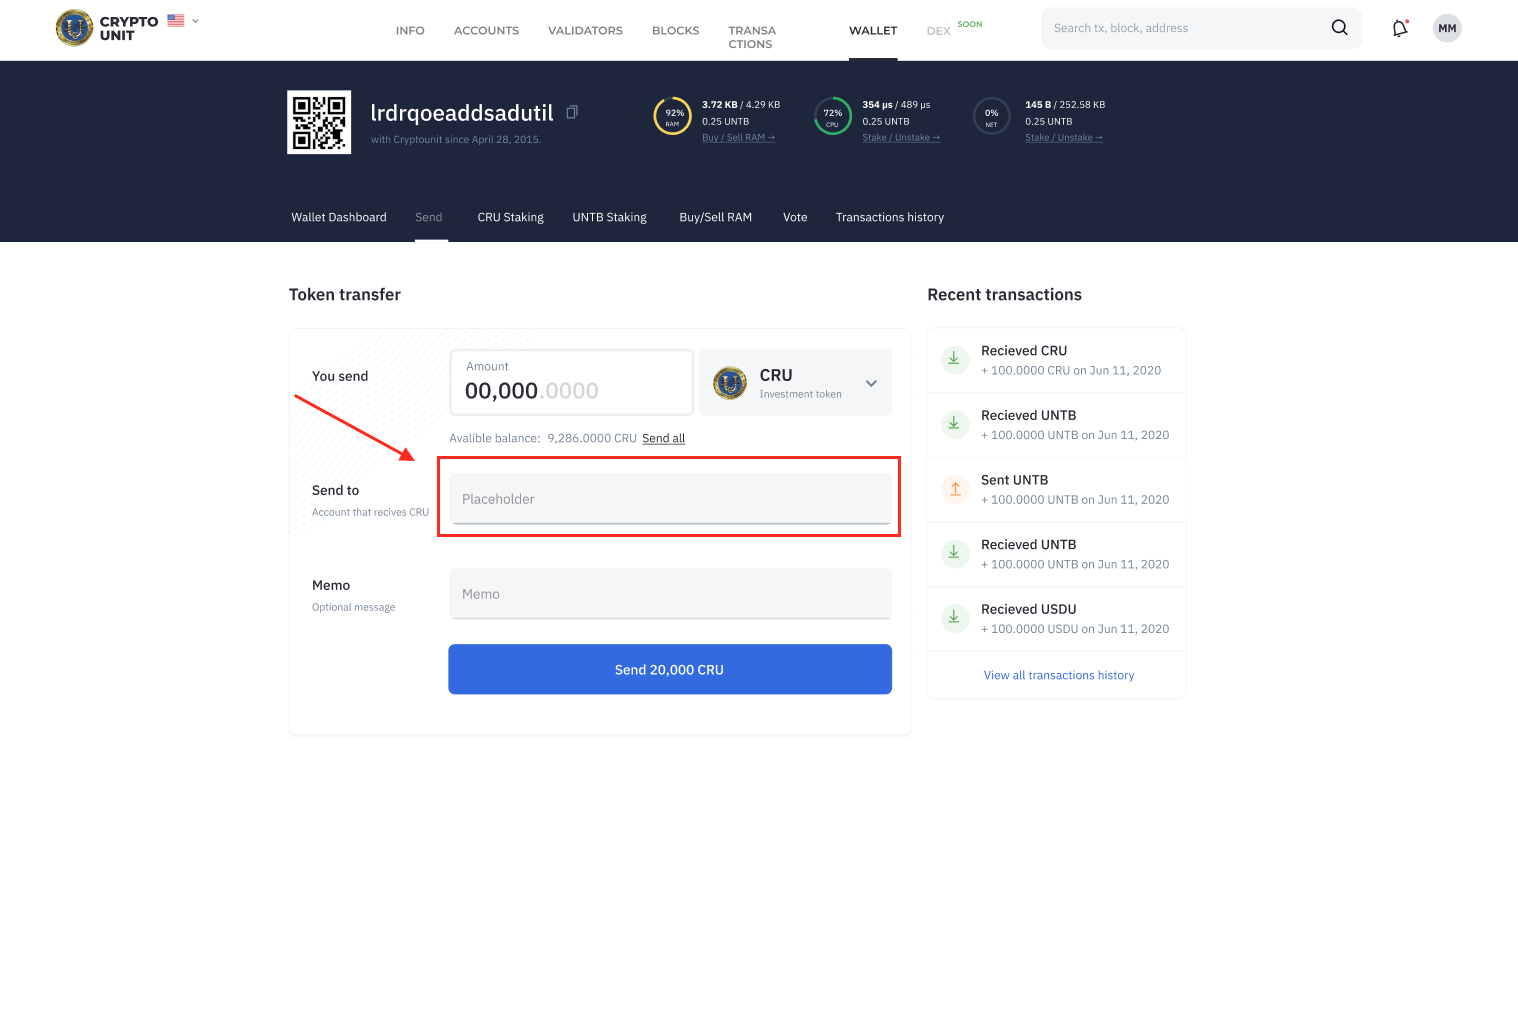 CRYPTO
UNIT
INFO
ACCOUNTS
VALIDATORS
BLOCKS
TRANSA
CTIONS
WALLET
DEX
SOON
Search tx, block, address
MM
lrdrqoeaddsadutil
with Cryptounit since April 28, 2015.
92%
RAM
3.72 KB / 4.29 KB
0.25 UNTB
Buy / Sell RAM →
72%
CPU
354 µs / 489 µs
0.25 UNTB
Stake / Unstake →
0%
NET
145 B / 252.58 KB
0.25 UNTB
Stake / Unstake →
Wallet Dashboard
Send
CRU Staking
UNTB Staking
Buy/Sell RAM
Vote
Transactions history
Token transfer
You send
Amount
00,000.0000
CRU
Investment token
Avalible balance: 9,286.0000 CRU Send all
Send to
Account that recives CRU
Placeholder
Memo
Optional message
Memo
Send 20,000 CRU
Recent transactions
Recieved CRU
+ 100.0000 CRU on Jun 11, 2020
Recieved UNTB
+ 100.0000 UNTB on Jun 11, 2020
Sent UNTB
+ 100.0000 UNTB on Jun 11, 2020
Recieved UNTB
+ 100.0000 UNTB on Jun 11, 2020
Recieved USDU
+ 100.0000 USDU on Jun 11, 2020
View all transactions history